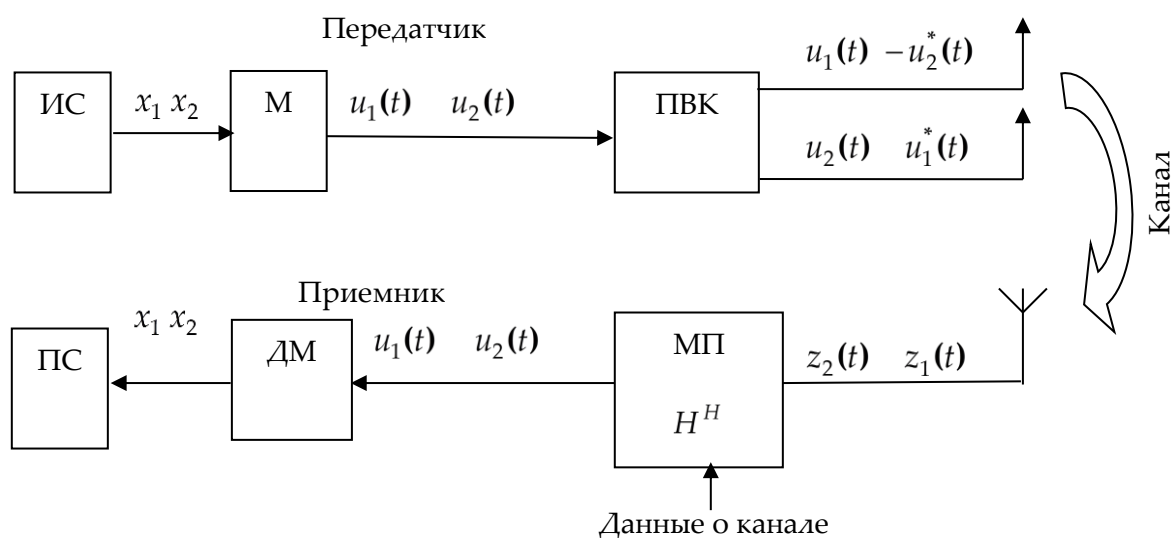 Передатчик
u₁(t) −u₂*(t)
ИС x₁ x₂ М u₁(t) u₂(t) ПВК
u₂(t) u₁*(t)
Канал
Приемник
ПС x₁ x₂ ДМ u₁(t) u₂(t) МП z₂(t) z₁(t)
Hᴴ
Данные о канале